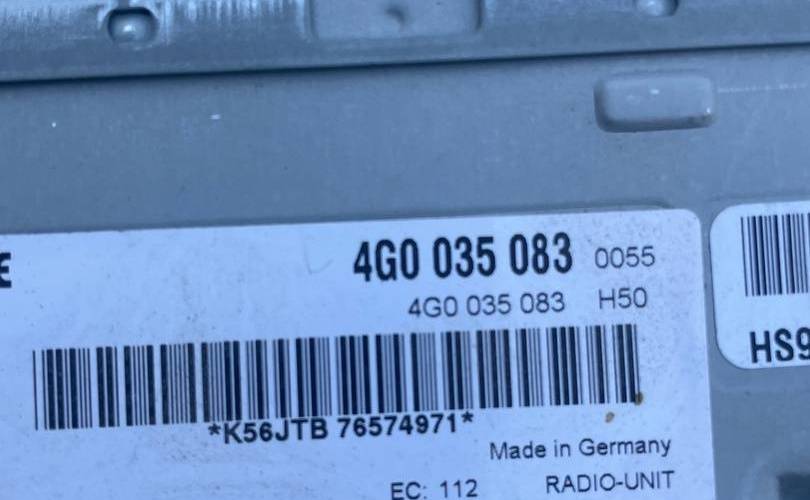 4G0 035 083 0055
4G0 035 083 H50
*K56JTB 76574971*
HS9
Made in Germany
EC: 112 RADIO-UNIT